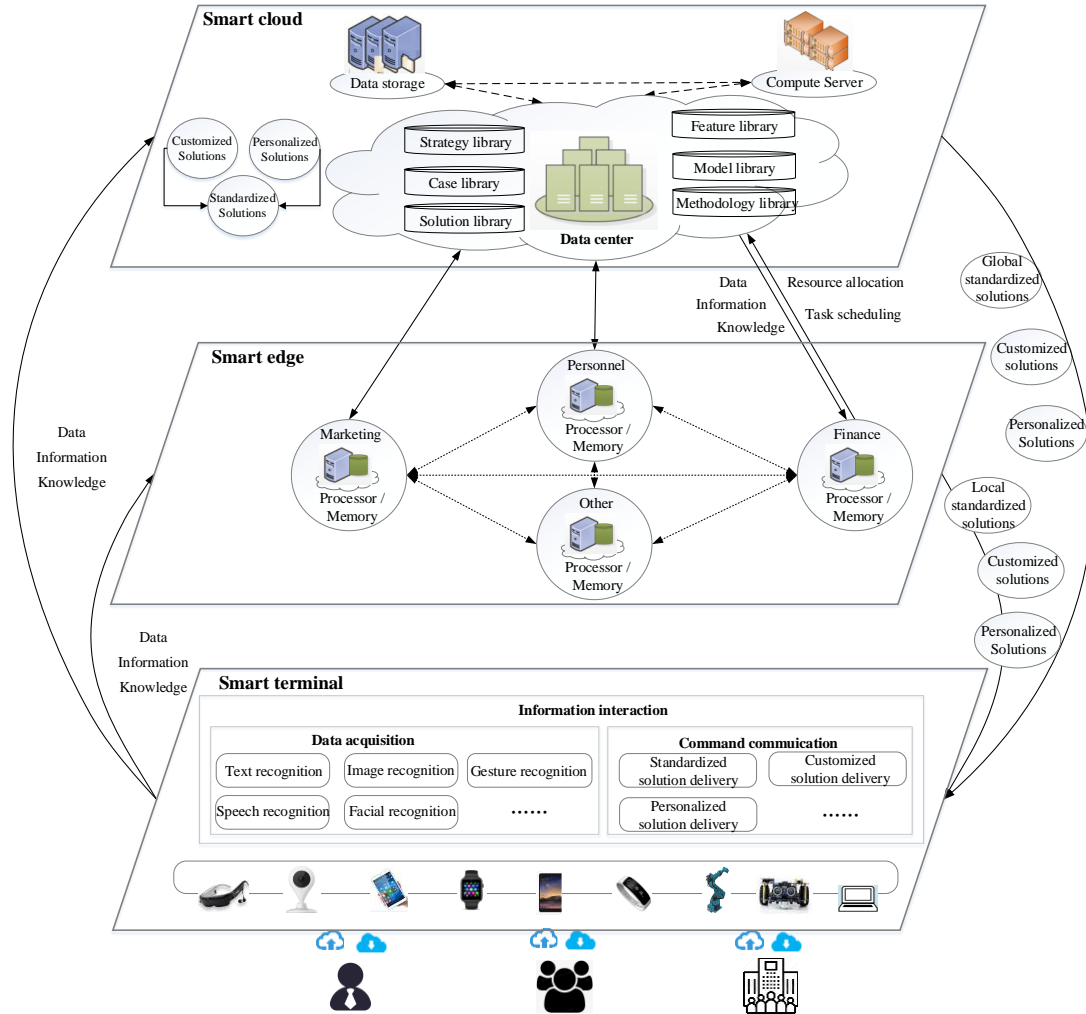 Smart cloud
Data storage
Compute Server
Customized
Solutions
Personalized
Solutions
Standardized
Solutions
Strategy library
Case library
Solution library
Feature library
Model library
Methodology library
Data center
Data
Information
Knowledge
Resource allocation
Task scheduling
Global
standardized
solutions
Customized
solutions
Personalized
Solutions
Smart edge
Personnel
Processor /
Memory
Marketing
Processor /
Memory
Finance
Processor /
Memory
Other
Processor /
Memory
Data
Information
Knowledge
Local
standardized
solutions
Customized
solutions
Personalized
Solutions
Data
Information
Knowledge
Smart terminal
Information interaction
Data acquisition
Text recognition
Image recognition
Gesture recognition
Speech recognition
Facial recognition
……
Command commuication
Standardized
solution delivery
Customized
solution delivery
Personalized
solution delivery
……